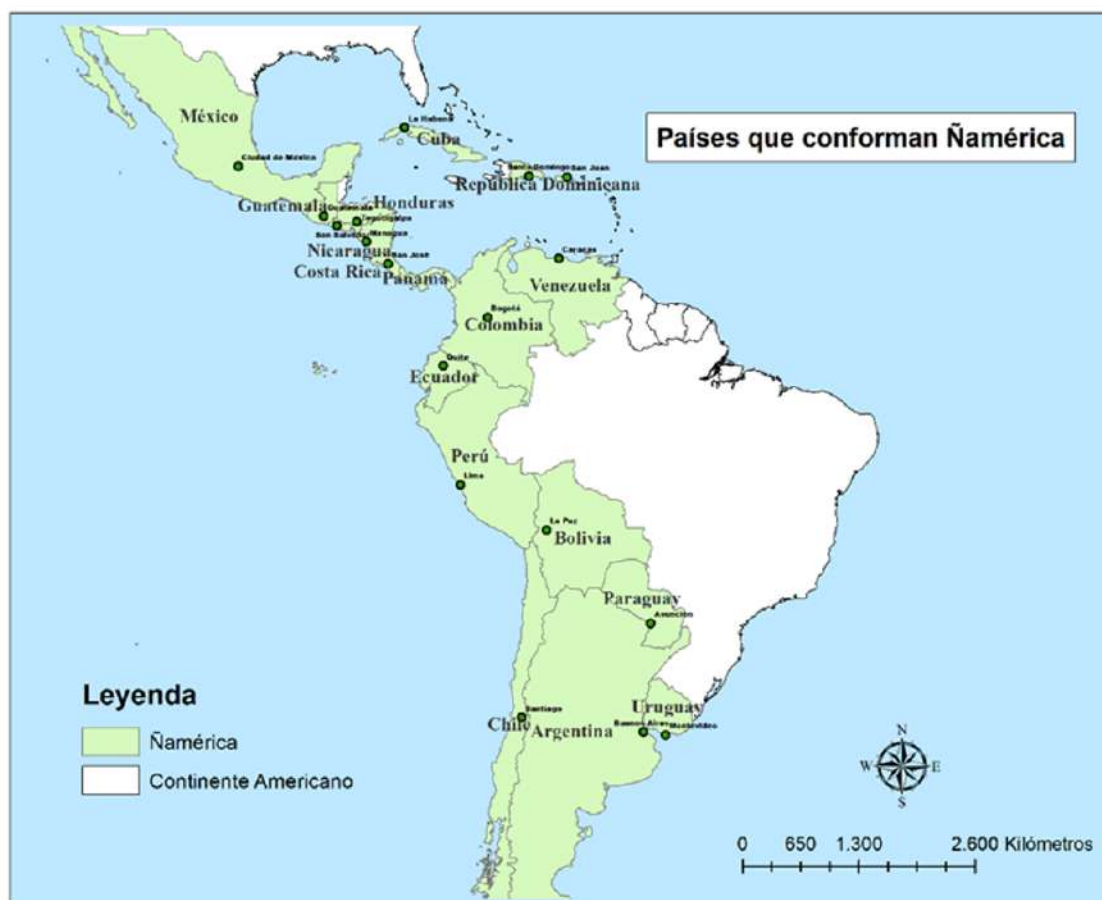 Países que conforman Ñamérica
México
Ciudad de México
La Habana
Cuba
Santo Domingo
San Juan
República Dominicana
Guatemala
Guatemala
Honduras
Tegucigalpa
San Salvador
Managua
Nicaragua
San José
Costa Rica
Panamá
Caracas
Venezuela
Bogotá
Colombia
Quito
Ecuador
Perú
Lima
La Paz
Bolivia
Paraguay
Asunción
Uruguay
Santiago
Chile
Argentina
Buenos Aires
Montevideo
Leyenda
Ñamérica
Continente Americano
N
W
E
S
0 650 1.300 2.600 Kilómetros